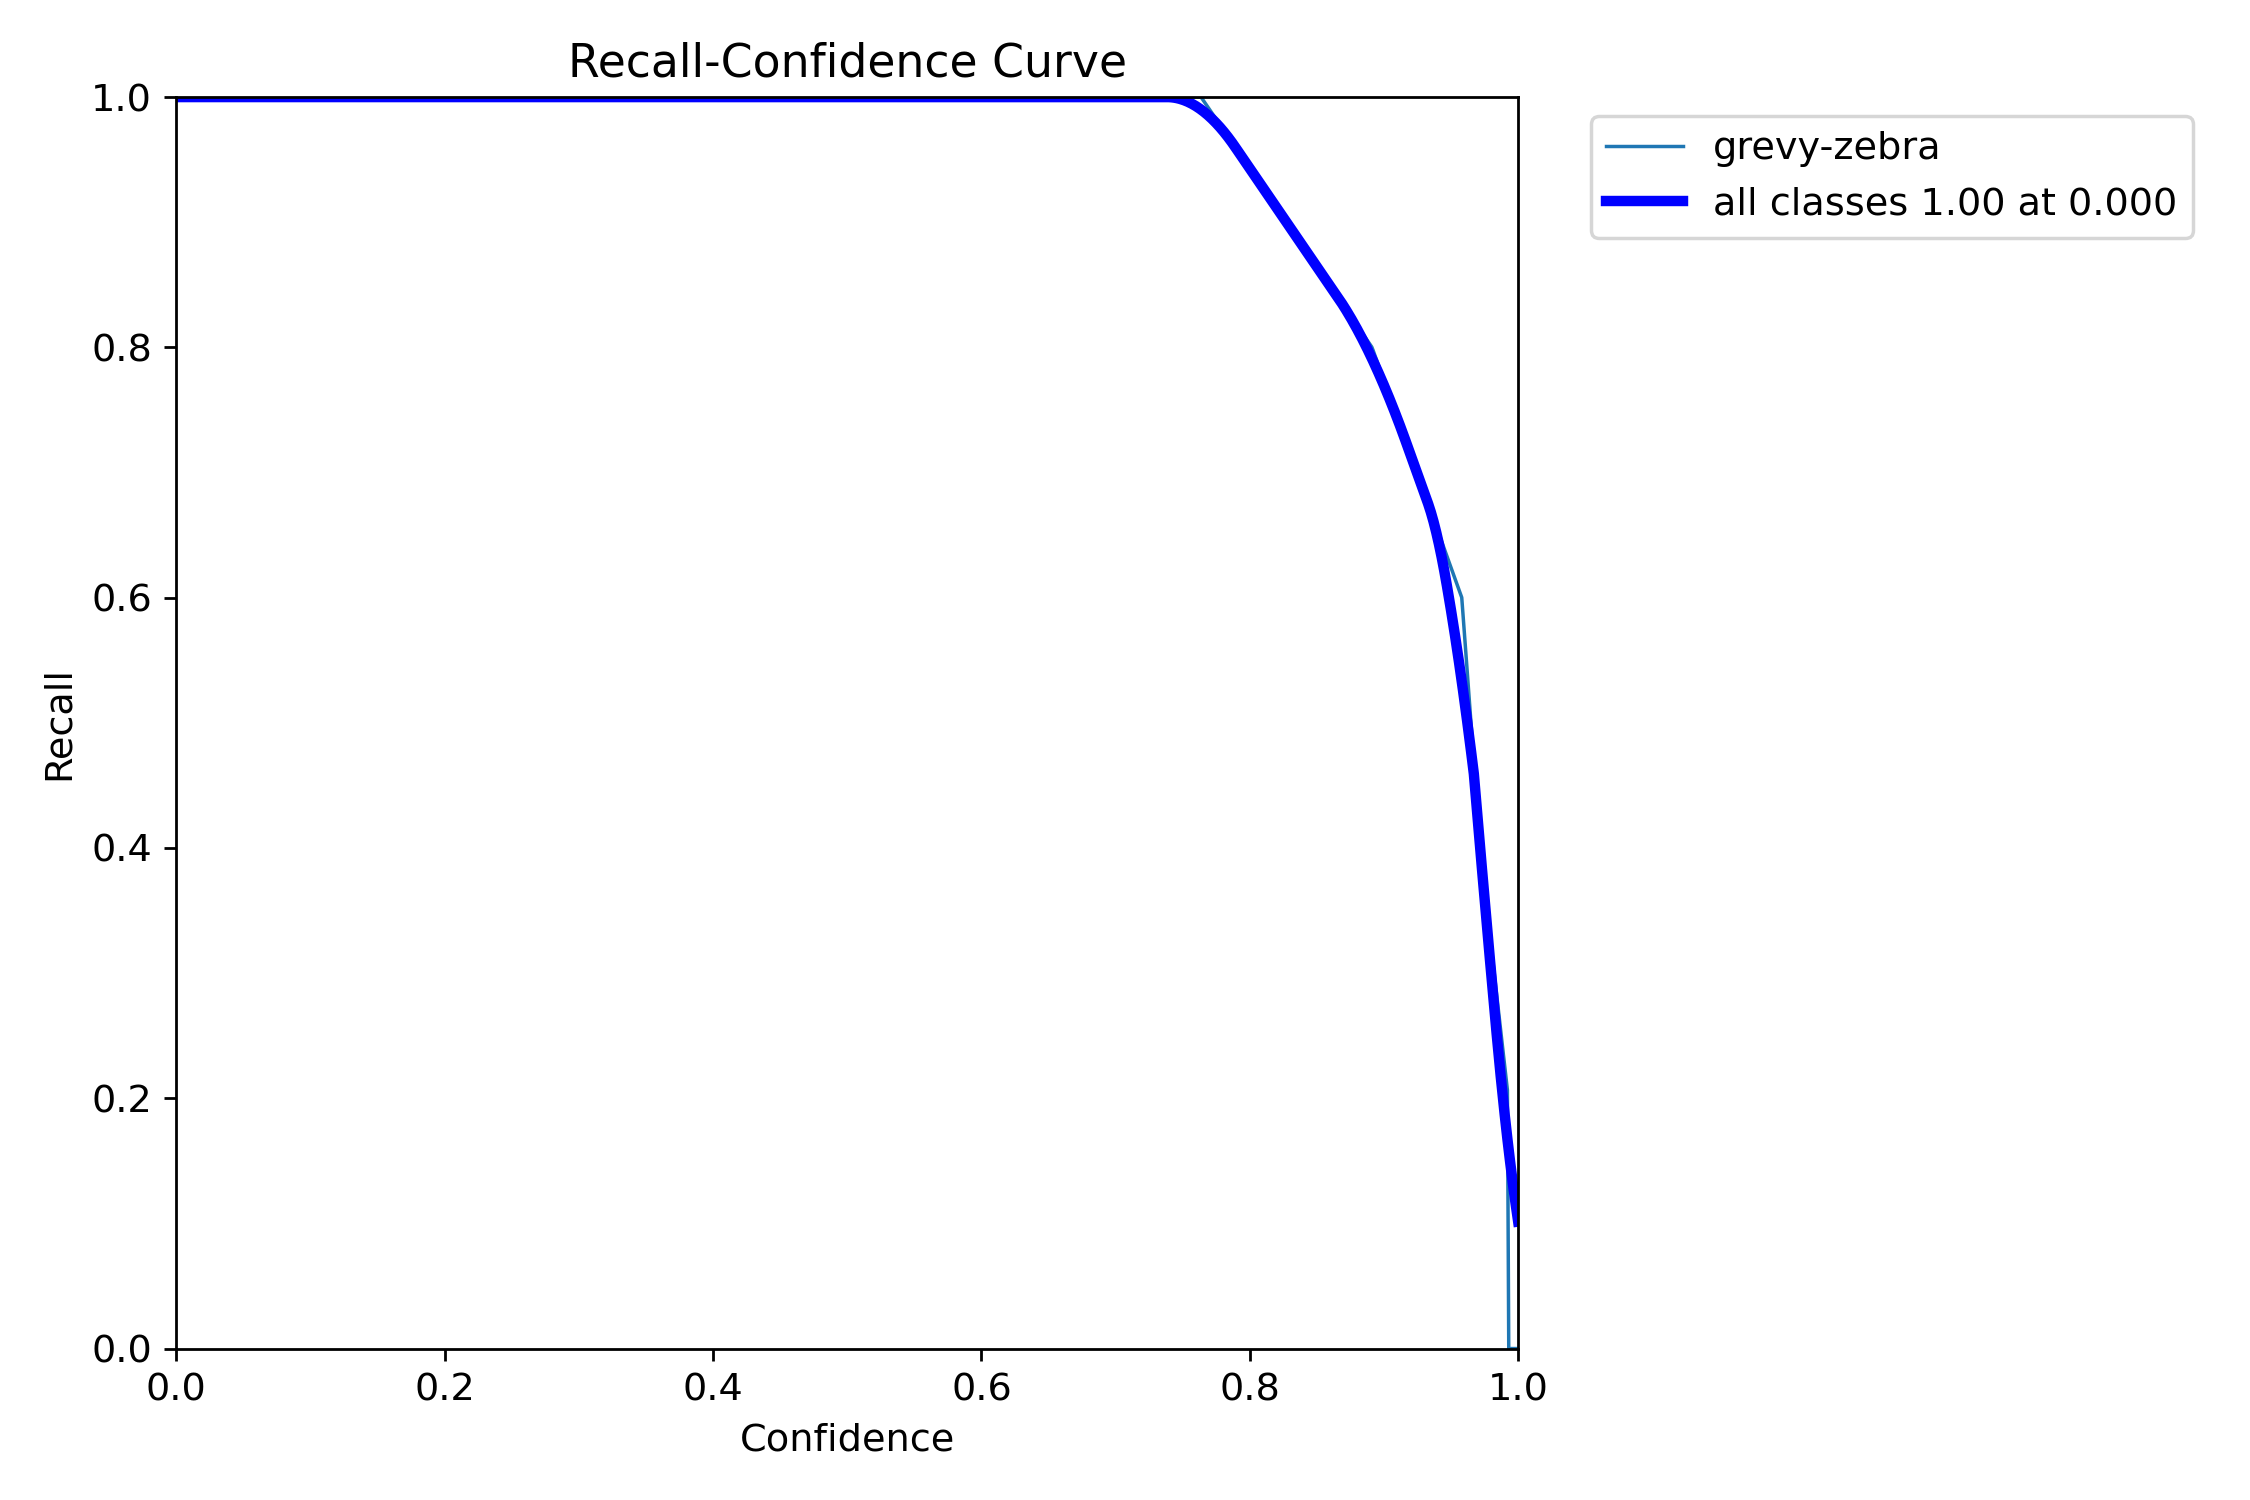 Recall-Confidence Curve
1.0
0.8
0.6
0.4
0.2
0.0
Recall
0.0 0.2 0.4 0.6 0.8 1.0
Confidence
grevy-zebra
all classes 1.00 at 0.000